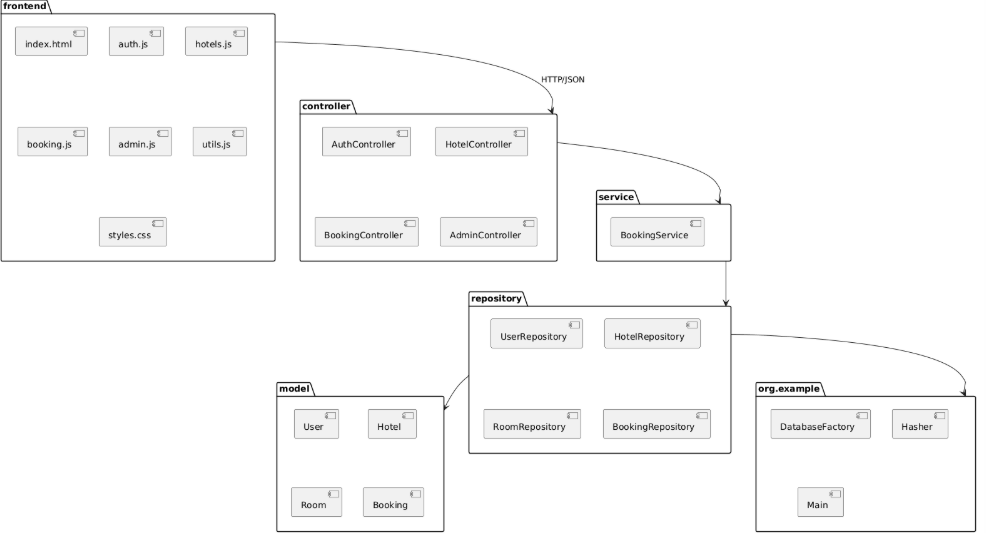 frontend
index.html
auth.js
hotels.js
booking.js
admin.js
utils.js
styles.css
HTTP/JSON
controller
AuthController
HotelController
BookingController
AdminController
service
BookingService
repository
UserRepository
HotelRepository
RoomRepository
BookingRepository
model
User
Hotel
Room
Booking
org.example
DatabaseFactory
Hasher
Main